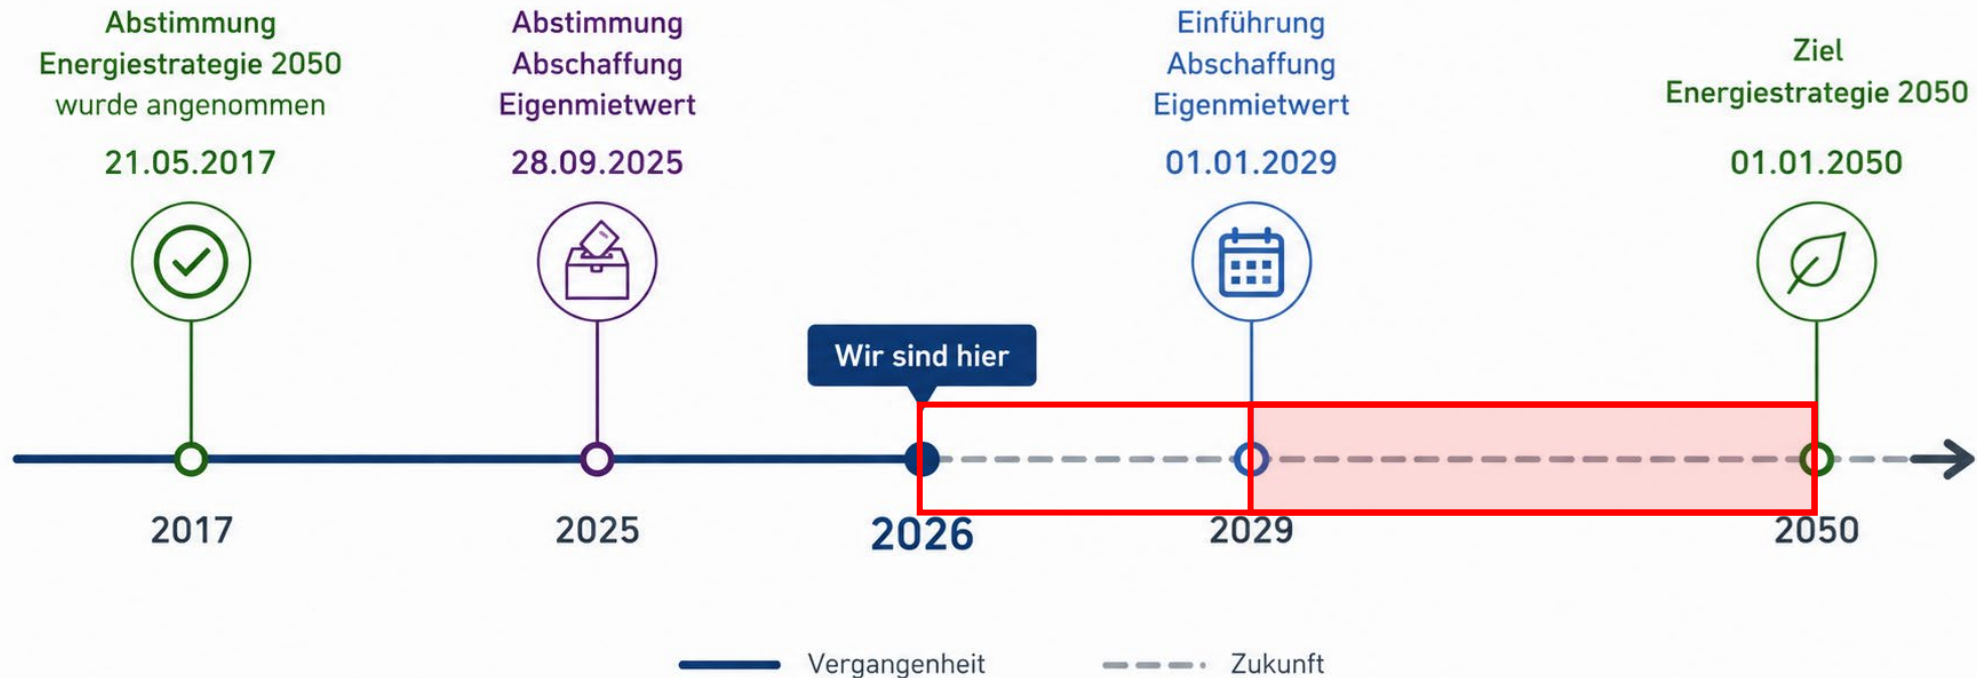 Abstimmung
Energiestrategie 2050
wurde angenommen
21.05.2017
Abstimmung
Abschaffung
Eigenmietwert
28.09.2025
Einführung
Abschaffung
Eigenmietwert
01.01.2029
Ziel
Energiestrategie 2050
01.01.2050
Wir sind hier
2017
2025
2026
2029
2050
Vergangenheit
Zukunft